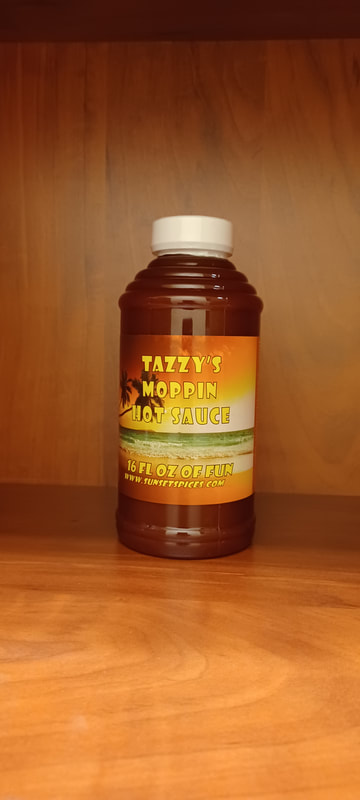 TAZZY'S
MOPPIN
HOT SAUCE
16 FL OZ OF FUN
WWW.SUNSETSPICES.COM